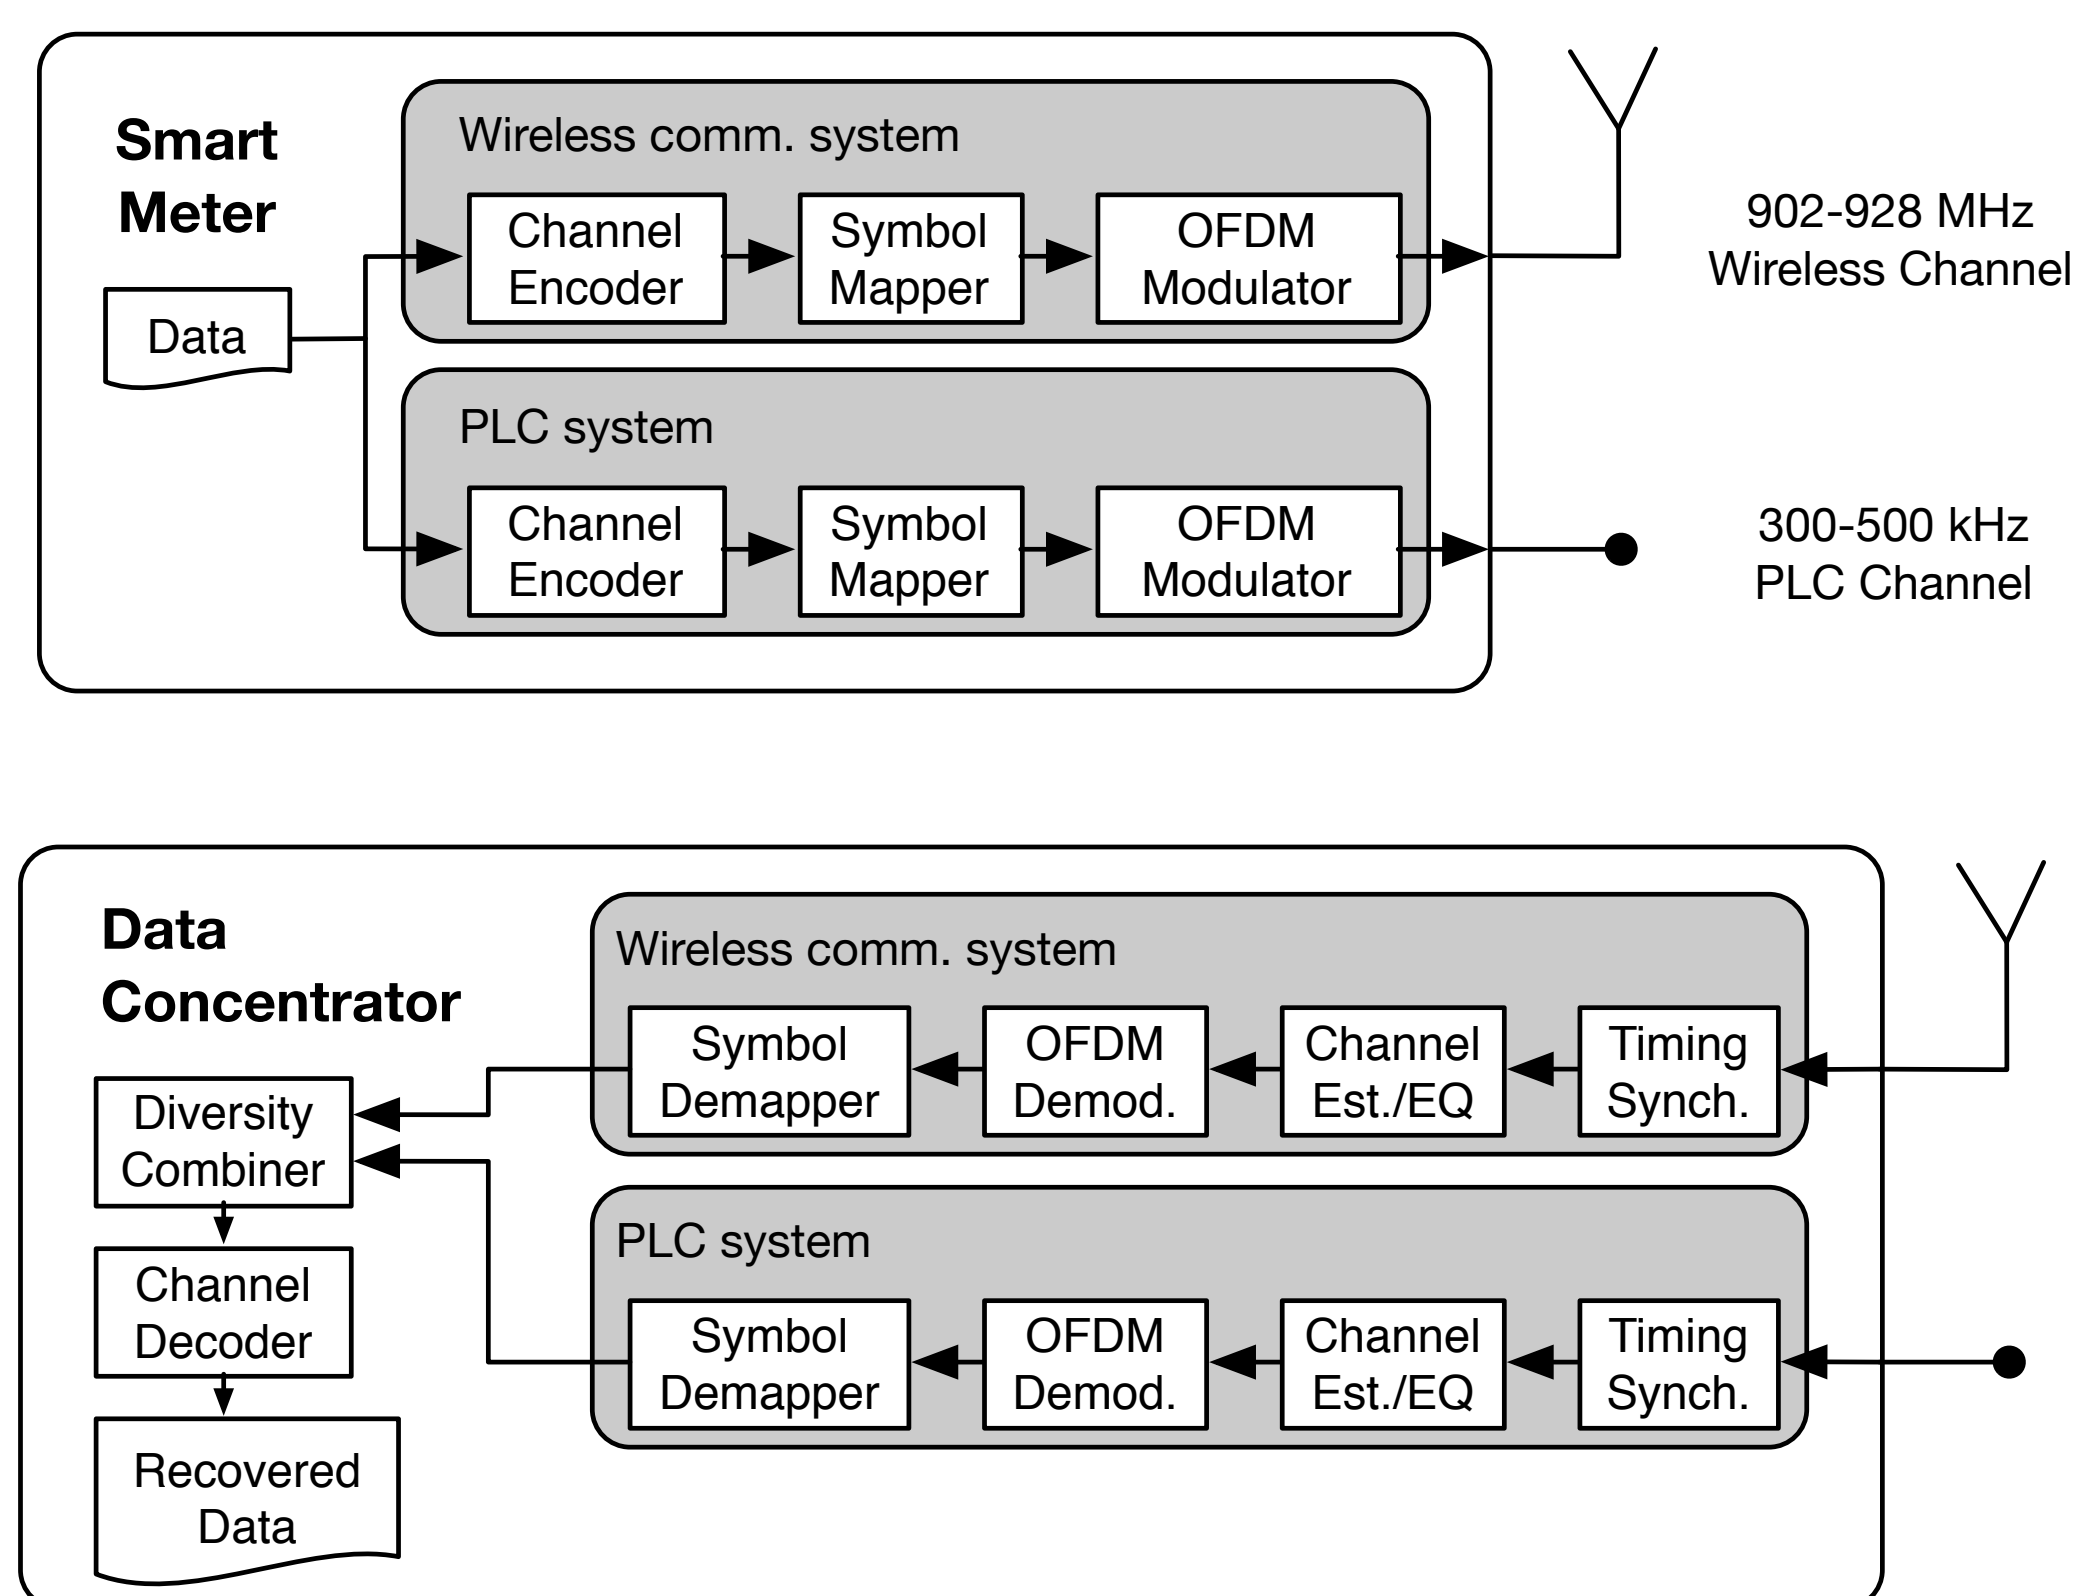 Smart
Meter
Data
Wireless comm. system
Channel
Encoder
Symbol
Mapper
OFDM
Modulator
902-928 MHz
Wireless Channel
PLC system
Channel
Encoder
Symbol
Mapper
OFDM
Modulator
300-500 kHz
PLC Channel
Data
Concentrator
Wireless comm. system
Symbol
Demapper
OFDM
Demod.
Channel
Est./EQ
Timing
Synch.
PLC system
Symbol
Demapper
OFDM
Demod.
Channel
Est./EQ
Timing
Synch.
Diversity
Combiner
Channel
Decoder
Recovered
Data